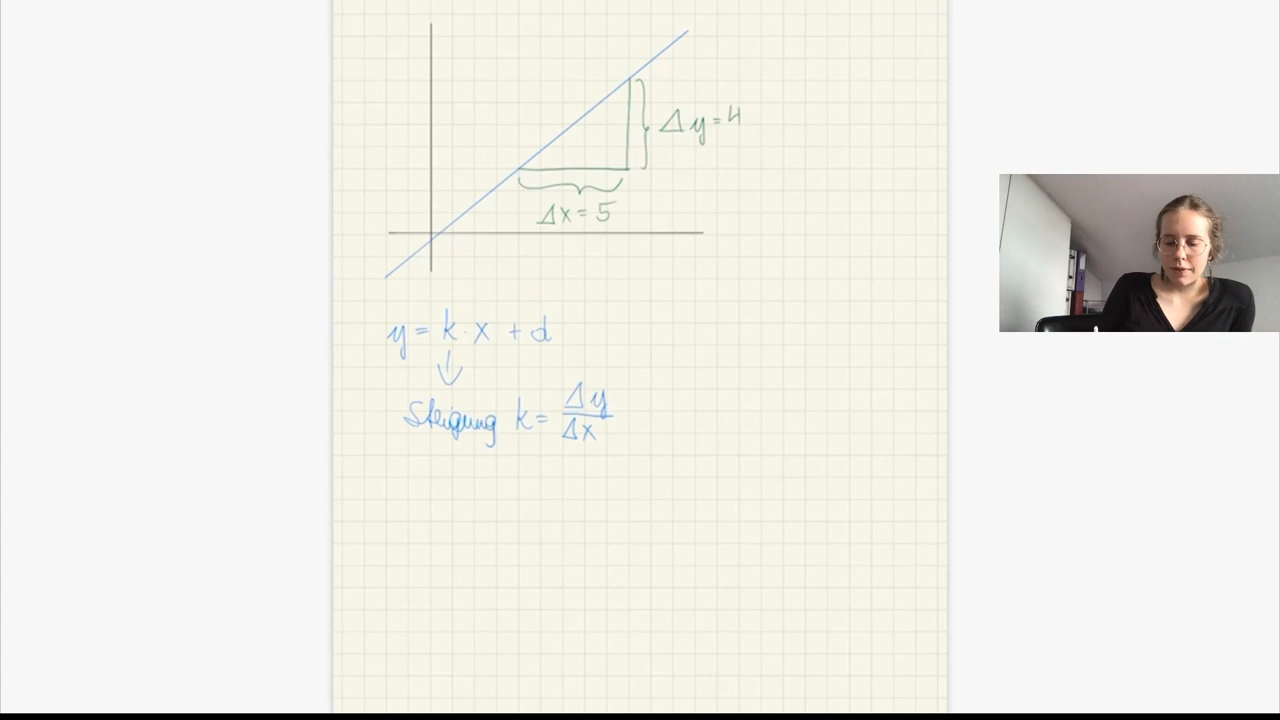 Δy = 4
Δx = 5
y = k · x + d
↓
Steigung k = Δy/Δx